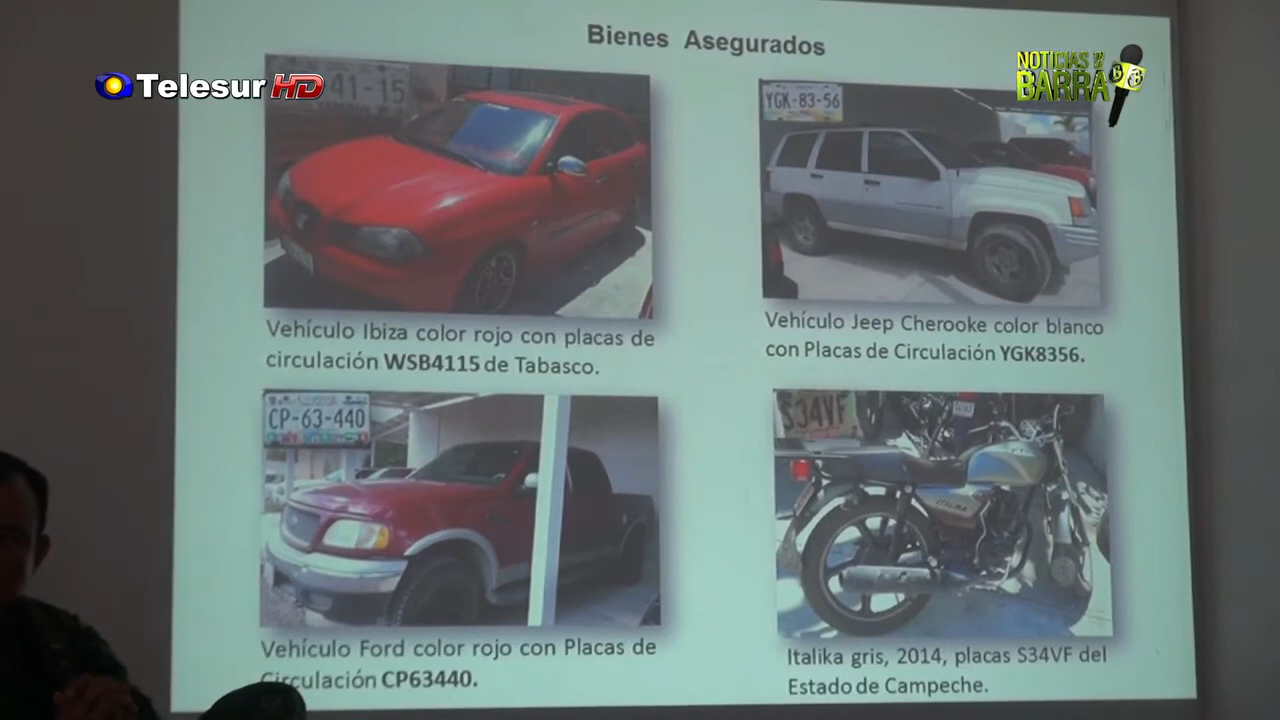 Bienes Asegurados
Telesur HD
NOTICIAS EN
BARRA
41-15
YGK-83-56
Vehículo Ibiza color rojo con placas de
circulación WSB4115 de Tabasco.
Vehículo Jeep Cherooke color blanco
con Placas de Circulación YGK8356.
CP-63-440
S34VF
Vehículo Ford color rojo con Placas de
Circulación CP63440.
Italika gris, 2014, placas S34VF del
Estado de Campeche.